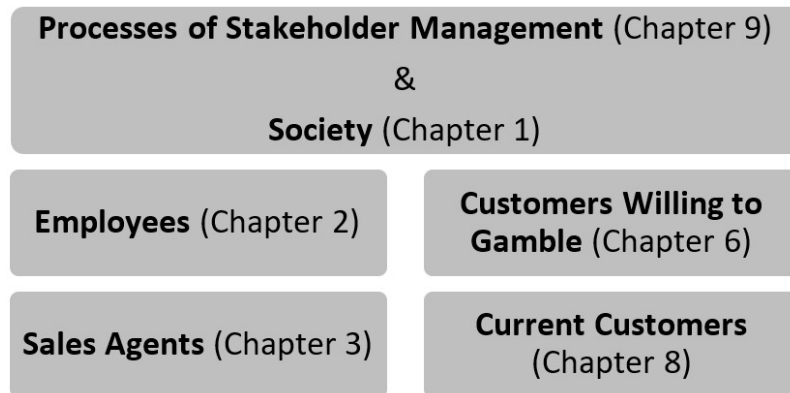 Processes of Stakeholder Management (Chapter 9)
&
Society (Chapter 1)
Employees (Chapter 2)
Customers Willing to
Gamble (Chapter 6)
Sales Agents (Chapter 3)
Current Customers
(Chapter 8)